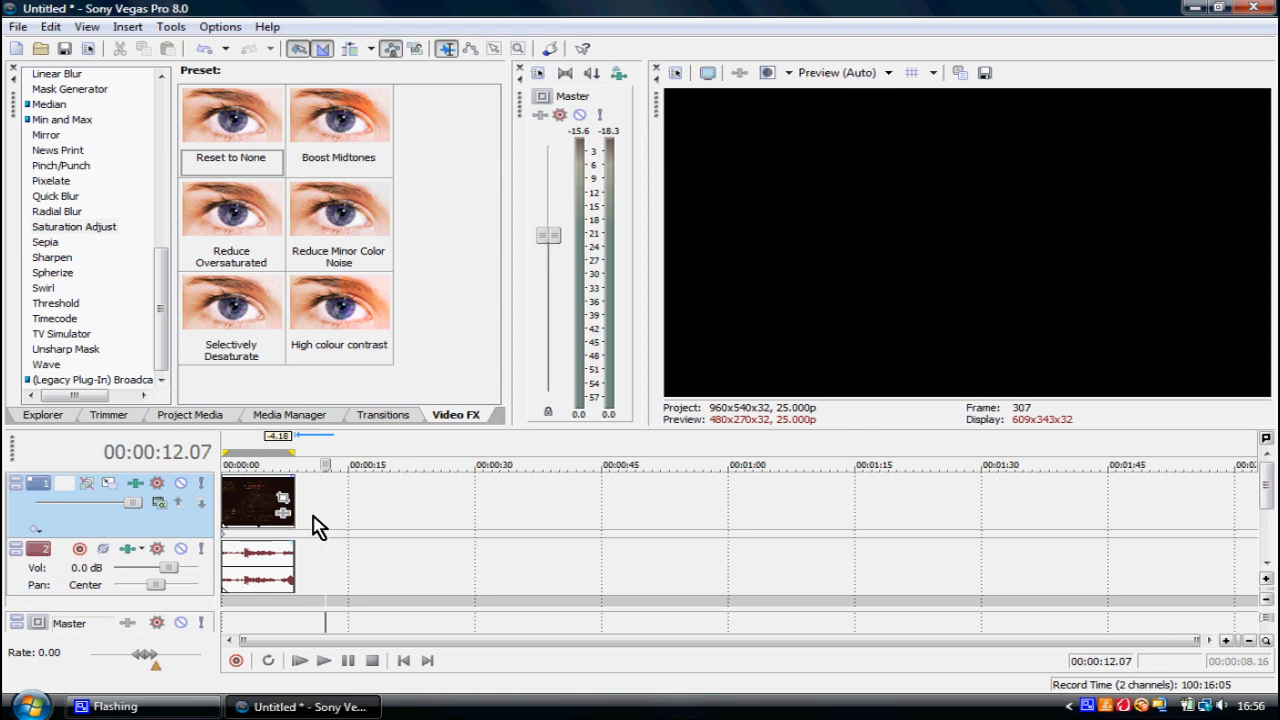 Untitled * - Sony Vegas Pro 8.0
File Edit View Insert Tools Options Help
Linear Blur
Mask Generator
Median
Min and Max
Mirror
News Print
Pinch/Punch
Pixelate
Quick Blur
Radial Blur
Saturation Adjust
Sepia
Sharpen
Spherize
Swirl
Threshold
Timecode
TV Simulator
Unsharp Mask
Wave
(Legacy Plug-In) Broadca
Preset:
Reset to None
Boost Midtones
Reduce
Oversaturated
Reduce Minor Color
Noise
Selectively
Desaturate
High colour contrast
Explorer Trimmer Project Media Media Manager Transitions Video FX
Master
-15.6 -18.3
3
6
9
12
15
18
21
24
27
30
33
36
39
42
45
48
51
54
57
0.0 0.0
Preview (Auto)
Project: 960x540x32, 25.000p
Preview: 480x270x32, 25.000p
Frame: 307
Display: 609x343x32
-4.18
00:00:12.07
00:00:00 00:00:15 00:00:30 00:00:45 00:01:00 00:01:15 00:01:30 00:01:45 00:0
1
2
Vol: 0.0 dB
Pan: Center
Master
Rate: 0.00
00:00:12.07 00:00:08.16
Record Time (2 channels): 100:16:05
Flashing
Untitled * - Sony Ve...
16:56